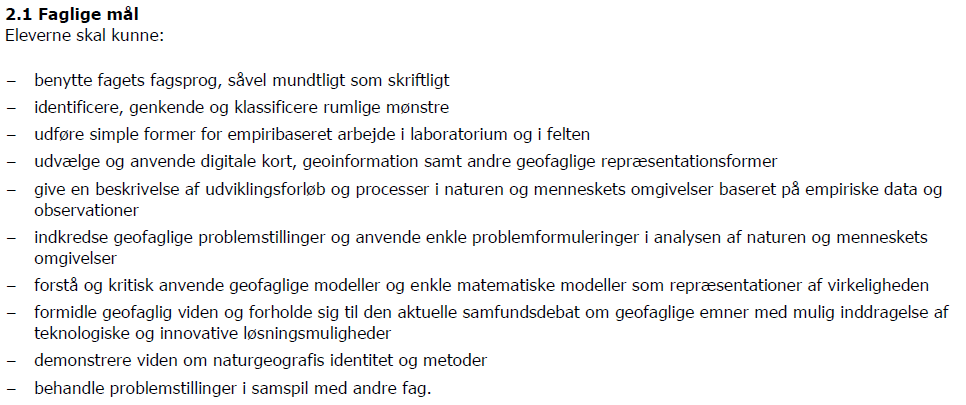 2.1 Faglige mål
Eleverne skal kunne:
– benytte fagets fagsprog, såvel mundtligt som skriftligt
– identificere, genkende og klassificere rumlige mønstre
– udføre simple former for empiribaseret arbejde i laboratorium og i felten
– udvælge og anvende digitale kort, geoinformation samt andre geofaglige repræsentationsformer
– give en beskrivelse af udviklingsforløb og processer i naturen og menneskets omgivelser baseret på empiriske data og
observationer
– indkredse geofaglige problemstillinger og anvende enkle problemformuleringer i analysen af naturen og menneskets
omgivelser
– forstå og kritisk anvende geofaglige modeller og enkle matematiske modeller som repræsentationer af virkeligheden
– formidle geofaglig viden og forholde sig til den aktuelle samfundsdebat om geofaglige emner med mulig inddragelse af
teknologiske og innovative løsningsmuligheder
– demonstrere viden om naturgeografis identitet og metoder
– behandle problemstillinger i samspil med andre fag.